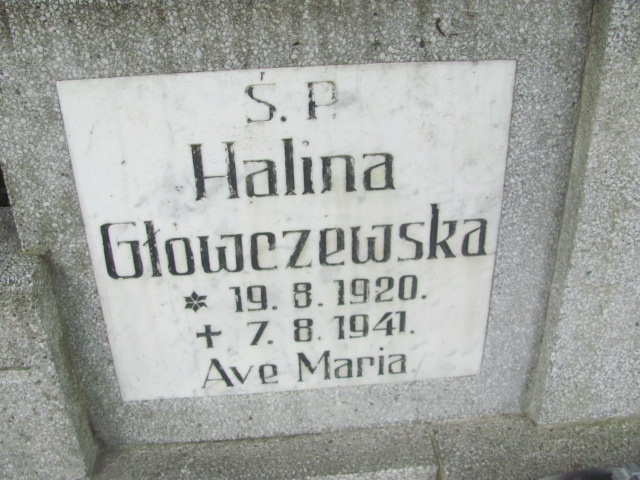 Ś. P.
Halina
Głowczewska
* 19. 8. 1920.
+ 7. 8. 1941.
Ave Maria